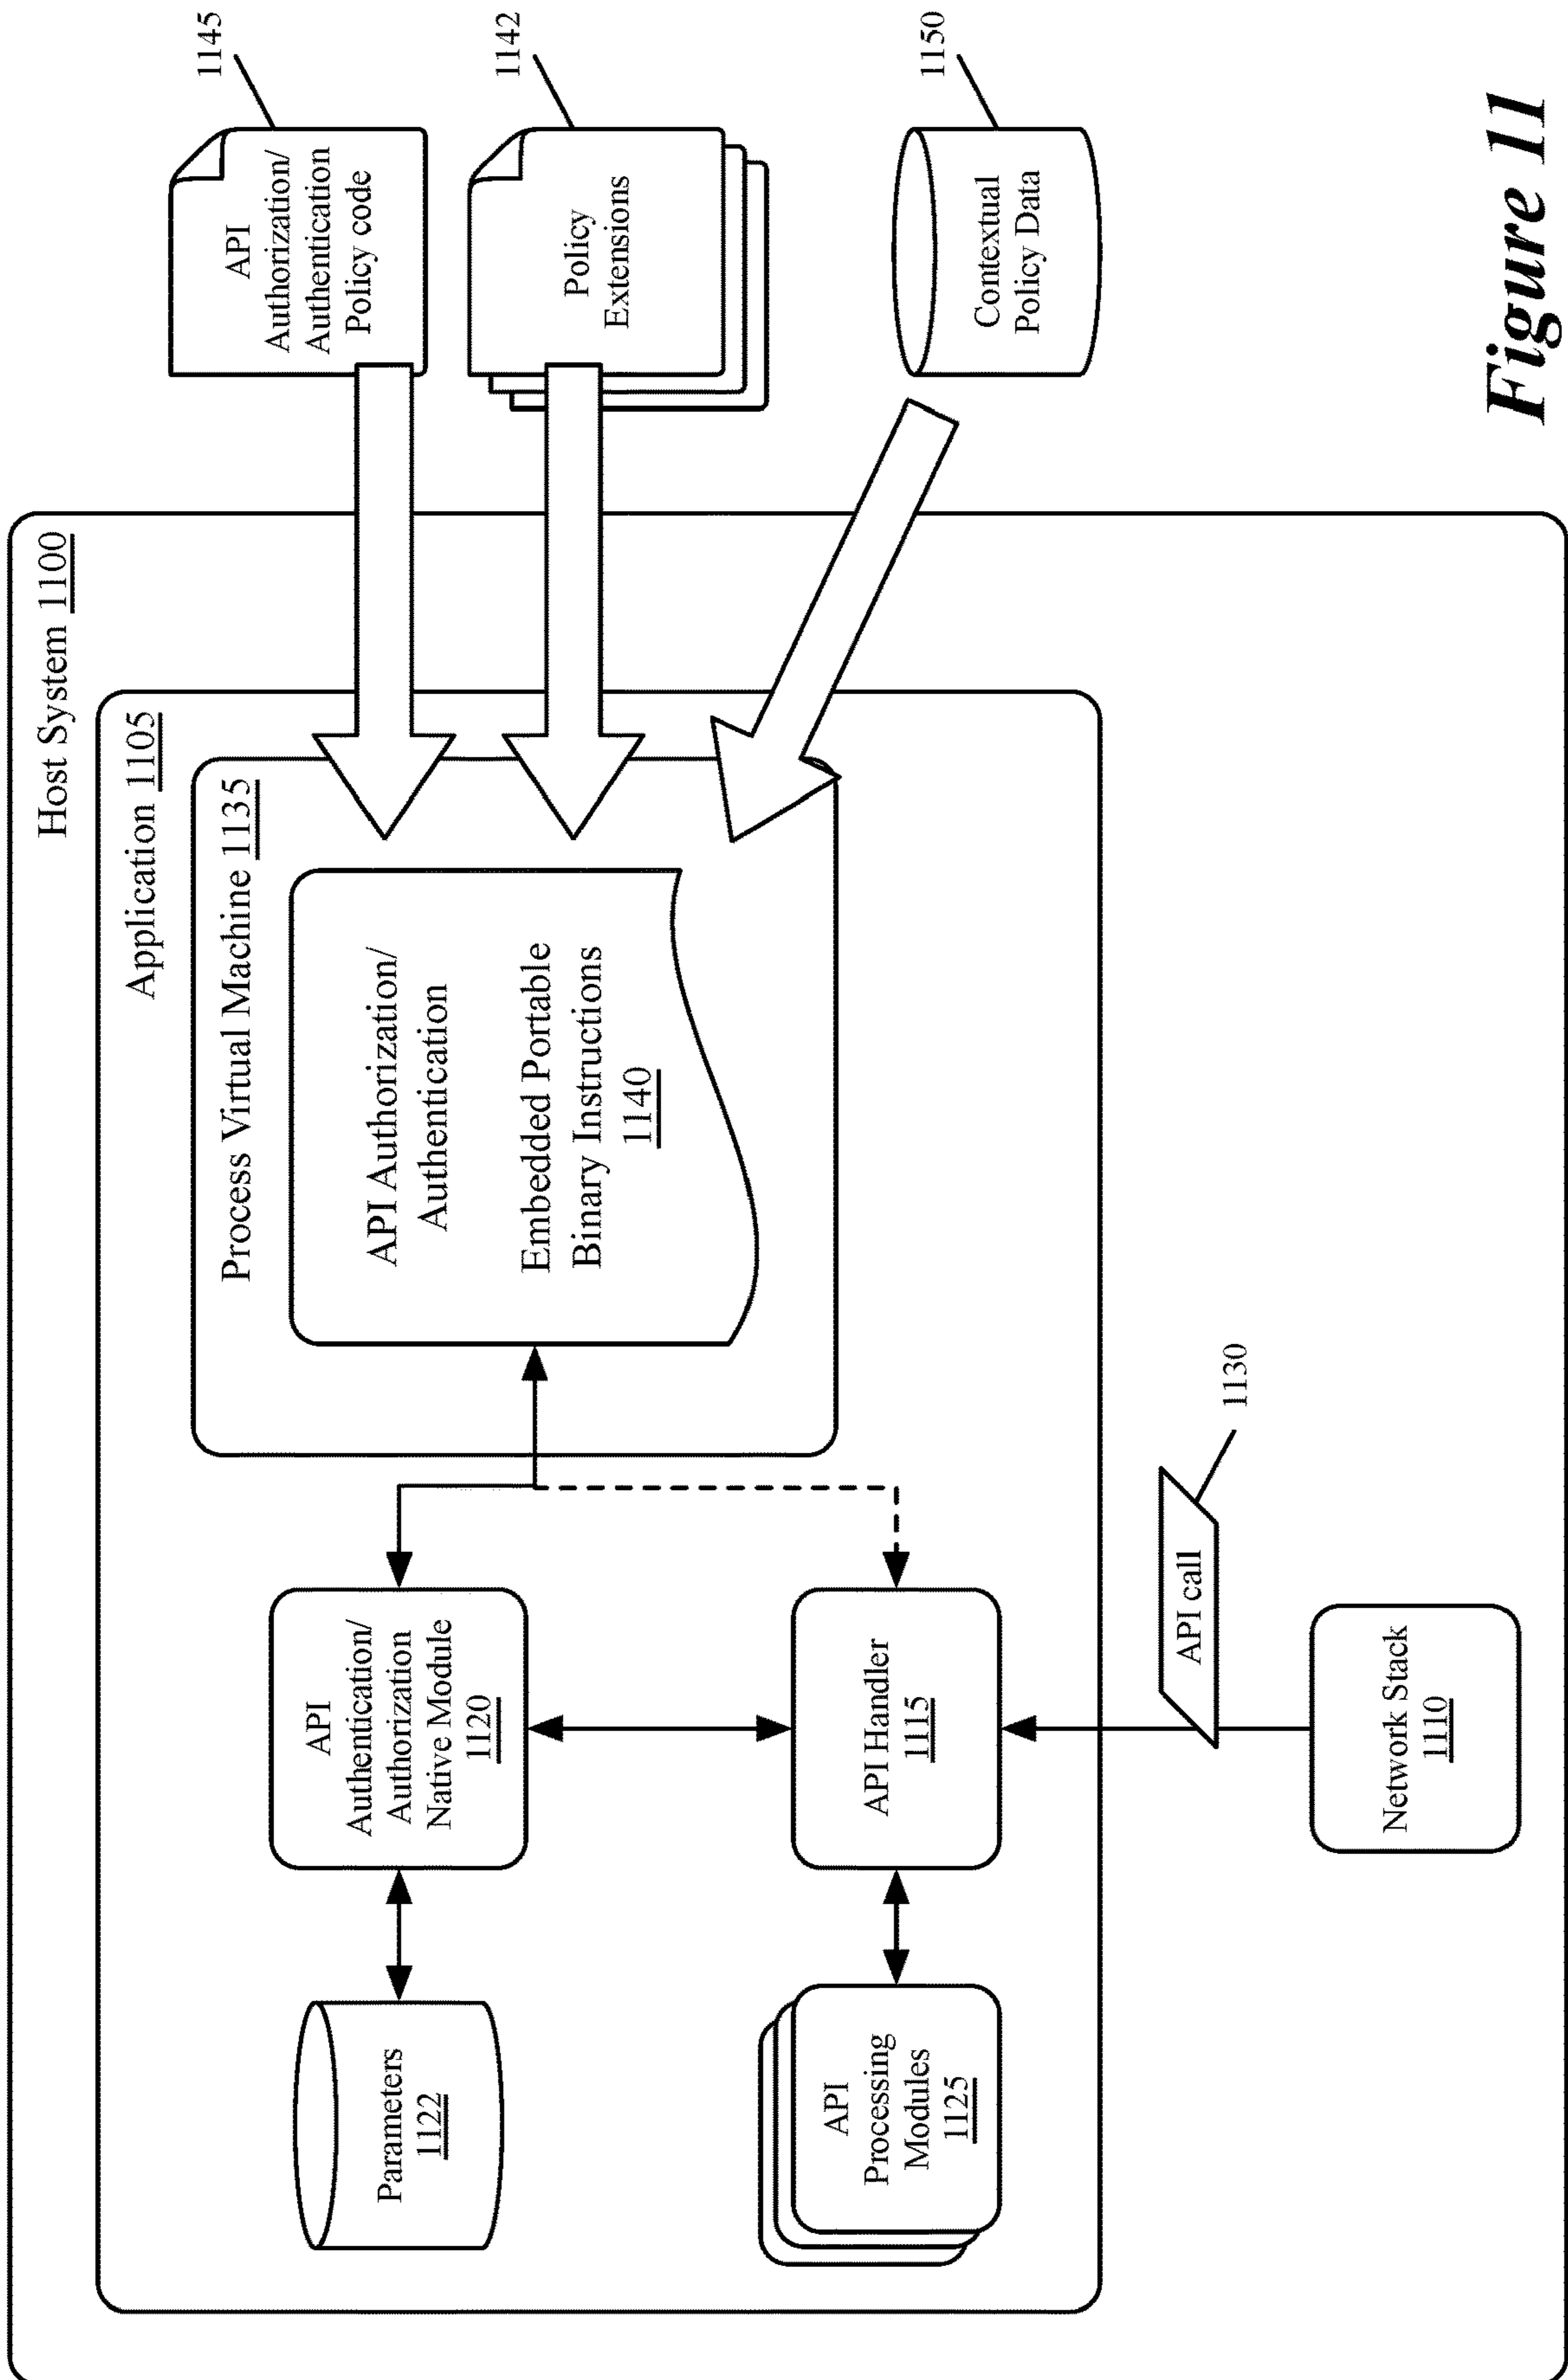 Host System 1100
Application 1105
Process Virtual Machine 1135
API Authorization/
Authentication
Embedded Portable
Binary Instructions
1140
Parameters
1122
API
Authentication/
Authorization
Native Module
1120
API
Processing
Modules
1125
API Handler
1115
API call
1130
Network Stack
1110
API
Authorization/
Authentication
Policy code
1145
Policy
Extensions
1142
Contextual
Policy Data
1150
Figure 11